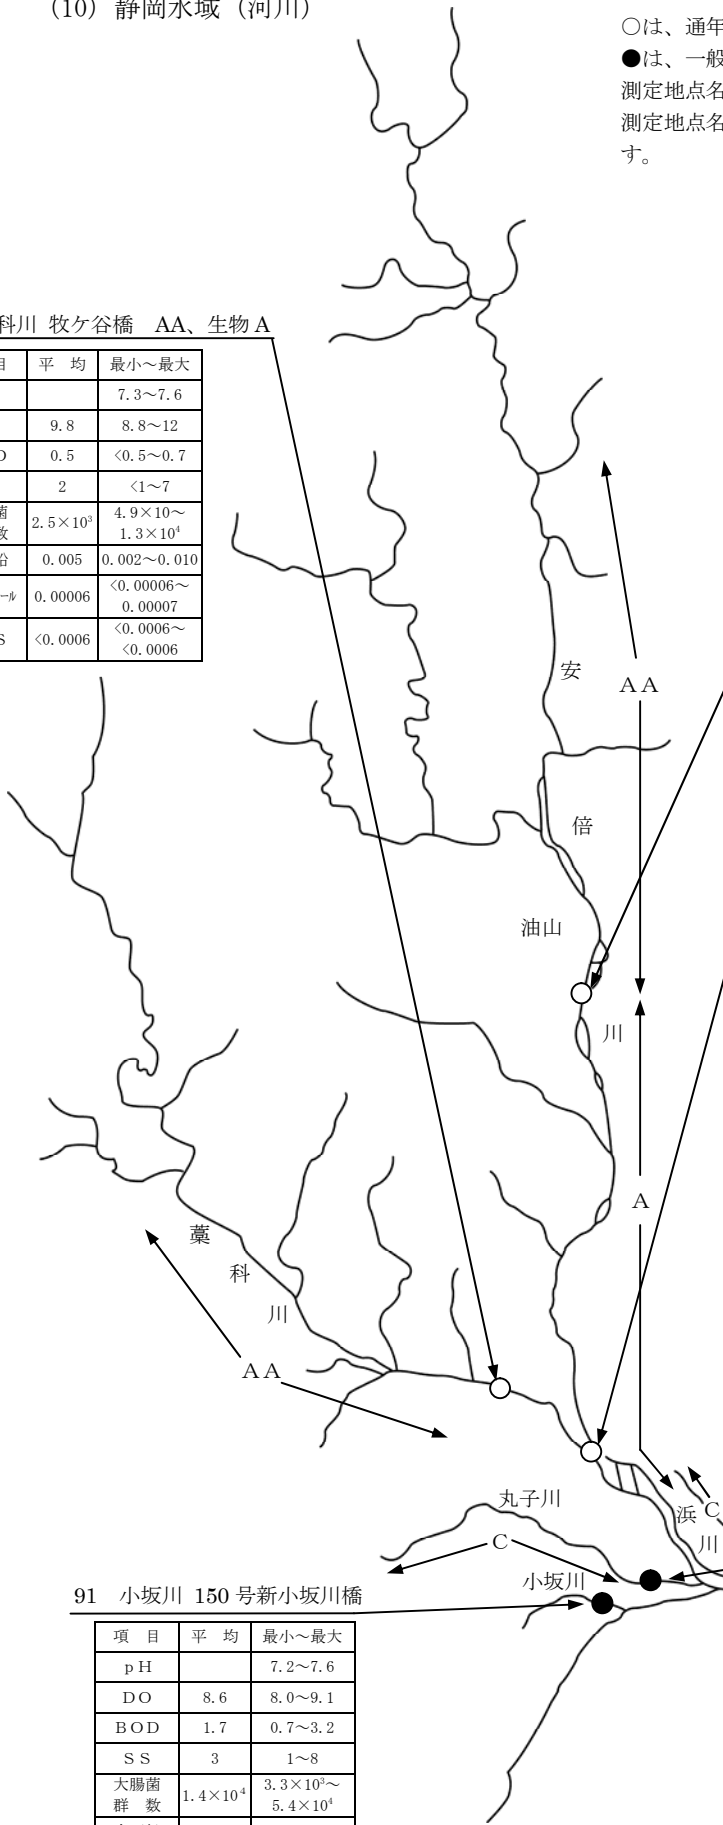 (10) 静岡水域（河川）
○は、通年
●は、一般
測定地点名
測定地点名
す。
科川 牧ケ谷橋 AA、生物A
目 平 均 最小～最大
7.3～7.6
9.8 8.8～12
O 0.5 <0.5～0.7
2 <1～7
菌
数 2.5×10³ 4.9×10～
1.3×10⁴
鉛 0.005 0.002～0.010
ール 0.00006 <0.00006～
0.00007
S <0.0006 <0.0006～
<0.0006
安
AA
倍
油山
川
A
藁
科
川
AA
丸子川
C
浜
C
川
小坂川
91 小坂川 150号新小坂川橋
項 目 平 均 最小～最大
pH 7.2～7.6
DO 8.6 8.0～9.1
BOD 1.7 0.7～3.2
SS 3 1～8
大腸菌
群 数 1.4×10⁴ 3.3×10³～
5.4×10⁴